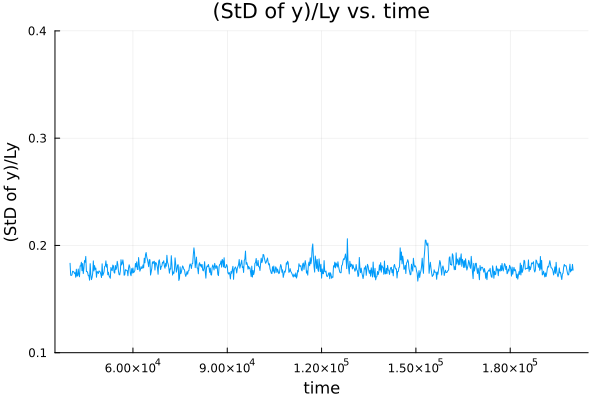 (StD of y)/Ly vs. time
0.4
0.3
(StD of y)/Ly
0.2
0.1
6.00×10⁴ 9.00×10⁴ 1.20×10⁵ 1.50×10⁵ 1.80×10⁵
time